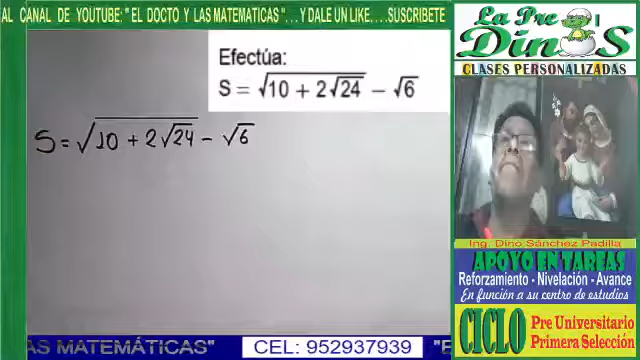 AL CANAL DE YOUTUBE: "EL DOCTO Y LAS MATEMATICAS"...Y DALE UN LIKE....SUSCRIBETE
La Pre
Dinos
CLASES PERSONALIZADAS
Efectúa:
S = √10 + 2√24 − √6
S = √10 + 2√24 − √6
Ing. Dino Sánchez Padilla
APOYO EN TAREAS
Reforzamiento - Nivelación - Avance
En función a su centro de estudios
CICLO Pre Universitario
Primera Selección
AS MATEMÁTICAS" CEL: 952937939 "E